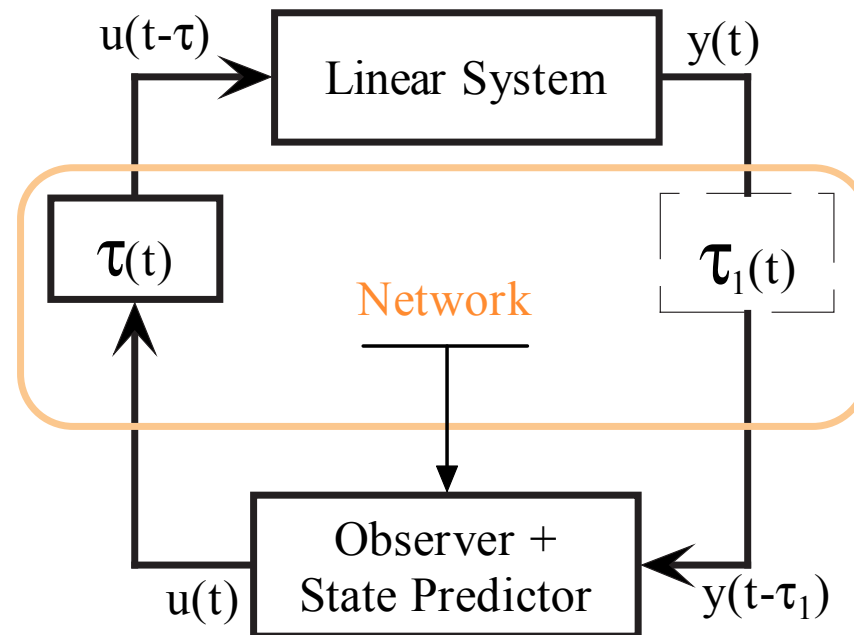 u(t-τ)
Linear System
y(t)
τ(t)
τ₁(t)
Network
Observer +
State Predictor
u(t)
y(t-τ₁)